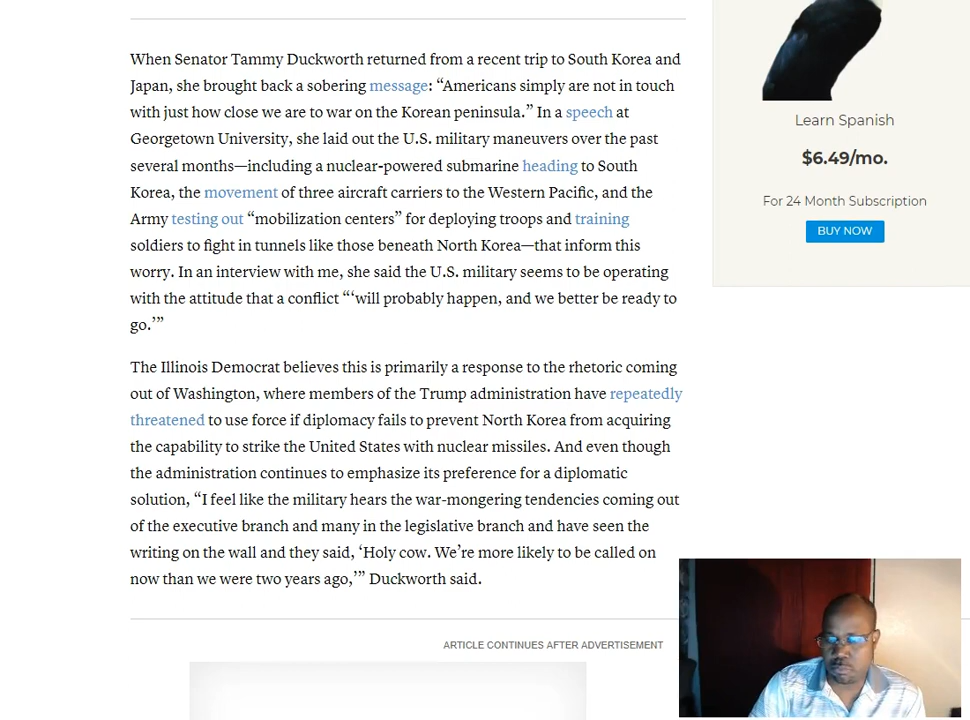 When Senator Tammy Duckworth returned from a recent trip to South Korea and
Japan, she brought back a sobering message: “Americans simply are not in touch
with just how close we are to war on the Korean peninsula.” In a speech at
Georgetown University, she laid out the U.S. military maneuvers over the past
several months—including a nuclear-powered submarine heading to South
Korea, the movement of three aircraft carriers to the Western Pacific, and the
Army testing out “mobilization centers” for deploying troops and training
soldiers to fight in tunnels like those beneath North Korea—that inform this
worry. In an interview with me, she said the U.S. military seems to be operating
with the attitude that a conflict “‘will probably happen, and we better be ready to
go.’”
The Illinois Democrat believes this is primarily a response to the rhetoric coming
out of Washington, where members of the Trump administration have repeatedly
threatened to use force if diplomacy fails to prevent North Korea from acquiring
the capability to strike the United States with nuclear missiles. And even though
the administration continues to emphasize its preference for a diplomatic
solution, “I feel like the military hears the war-mongering tendencies coming out
of the executive branch and many in the legislative branch and have seen the
writing on the wall and they said, ‘Holy cow. We’re more likely to be called on
now than we were two years ago,’” Duckworth said.
ARTICLE CONTINUES AFTER ADVERTISEMENT
Learn Spanish
$6.49/mo.
For 24 Month Subscription
BUY NOW